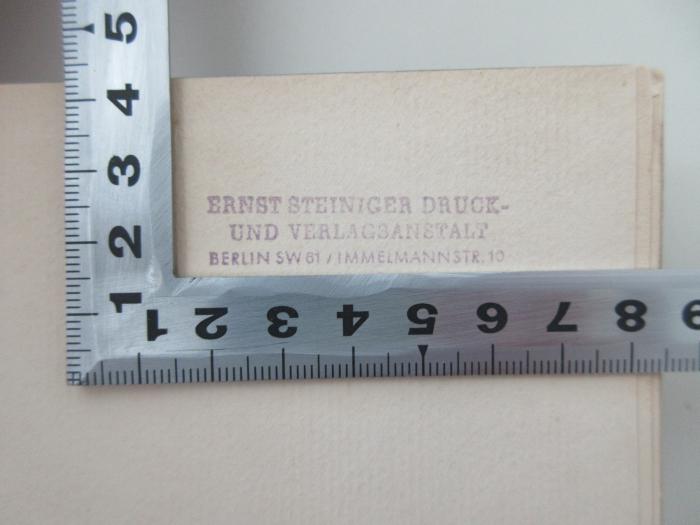 5
4
3
2
1
ERNST STEINIGER DRUCK-
UND VERLAGSANSTALT
BERLIN SW 61 / IMMELMANNSTR. 10
1 2 3 4 5 6 7 8 9